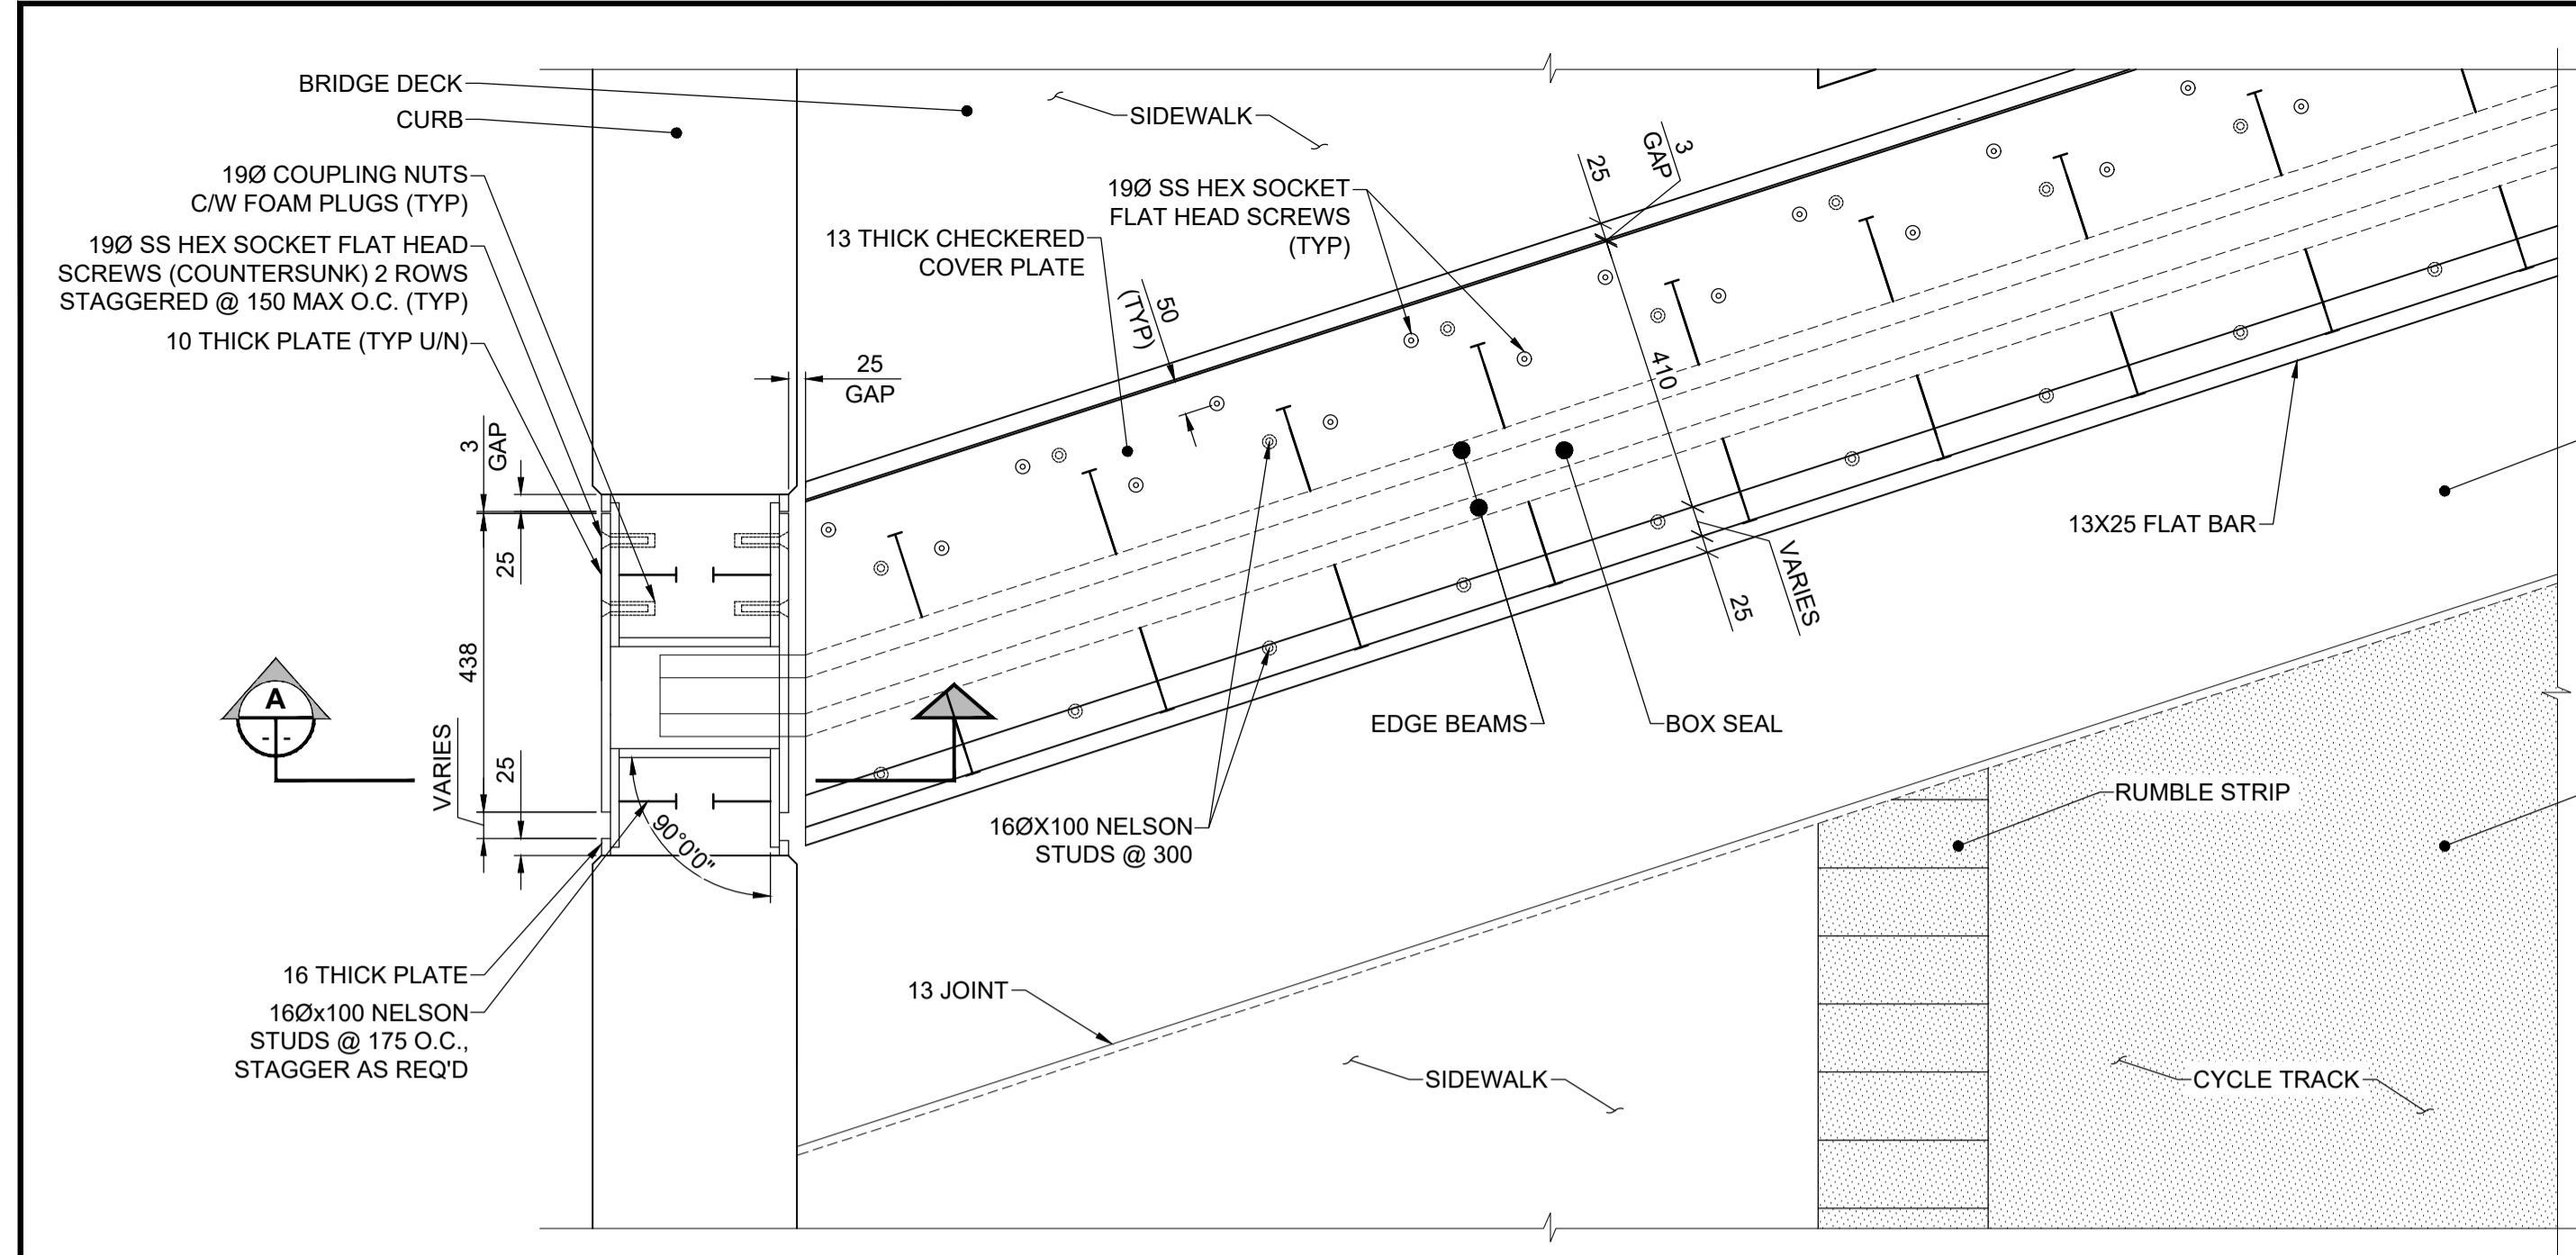 BRIDGE DECK
CURB
SIDEWALK
19Ø COUPLING NUTS
C/W FOAM PLUGS (TYP)
19Ø SS HEX SOCKET FLAT HEAD
SCREWS (COUNTERSUNK) 2 ROWS
STAGGERED @ 150 MAX O.C. (TYP)
10 THICK PLATE (TYP U/N)
19Ø SS HEX SOCKET
FLAT HEAD SCREWS
(TYP)
13 THICK CHECKERED
COVER PLATE
25
3
GAP
50
(TYP)
25
GAP
410
3
GAP
25
438
VARIES
25
A
- -
90°0'0"
13X25 FLAT BAR
VARIES
25
EDGE BEAMS
BOX SEAL
16ØX100 NELSON
STUDS @ 300
RUMBLE STRIP
16 THICK PLATE
16Øx100 NELSON
STUDS @ 175 O.C.,
STAGGER AS REQ'D
13 JOINT
SIDEWALK
CYCLE TRACK